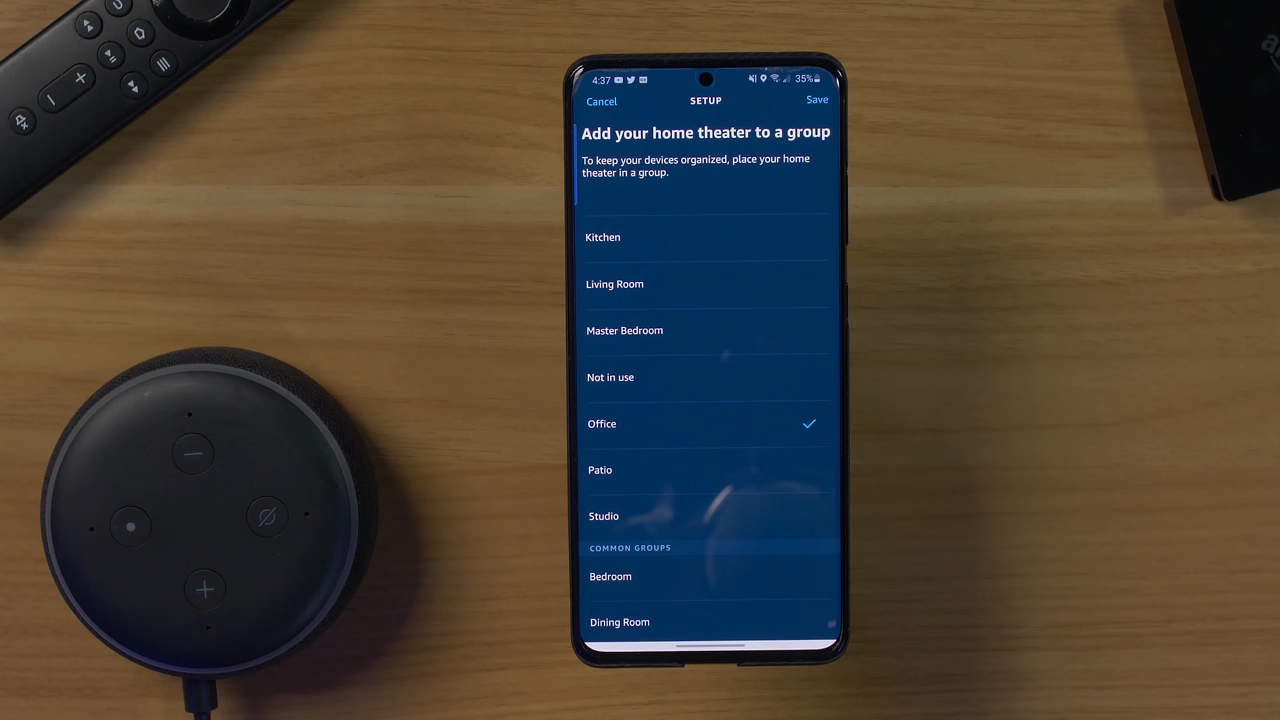 4:37
35%
Cancel
SETUP
Save
Add your home theater to a group
To keep your devices organized, place your home
theater in a group.
Kitchen
Living Room
Master Bedroom
Not in use
Office
Patio
Studio
COMMON GROUPS
Bedroom
Dining Room